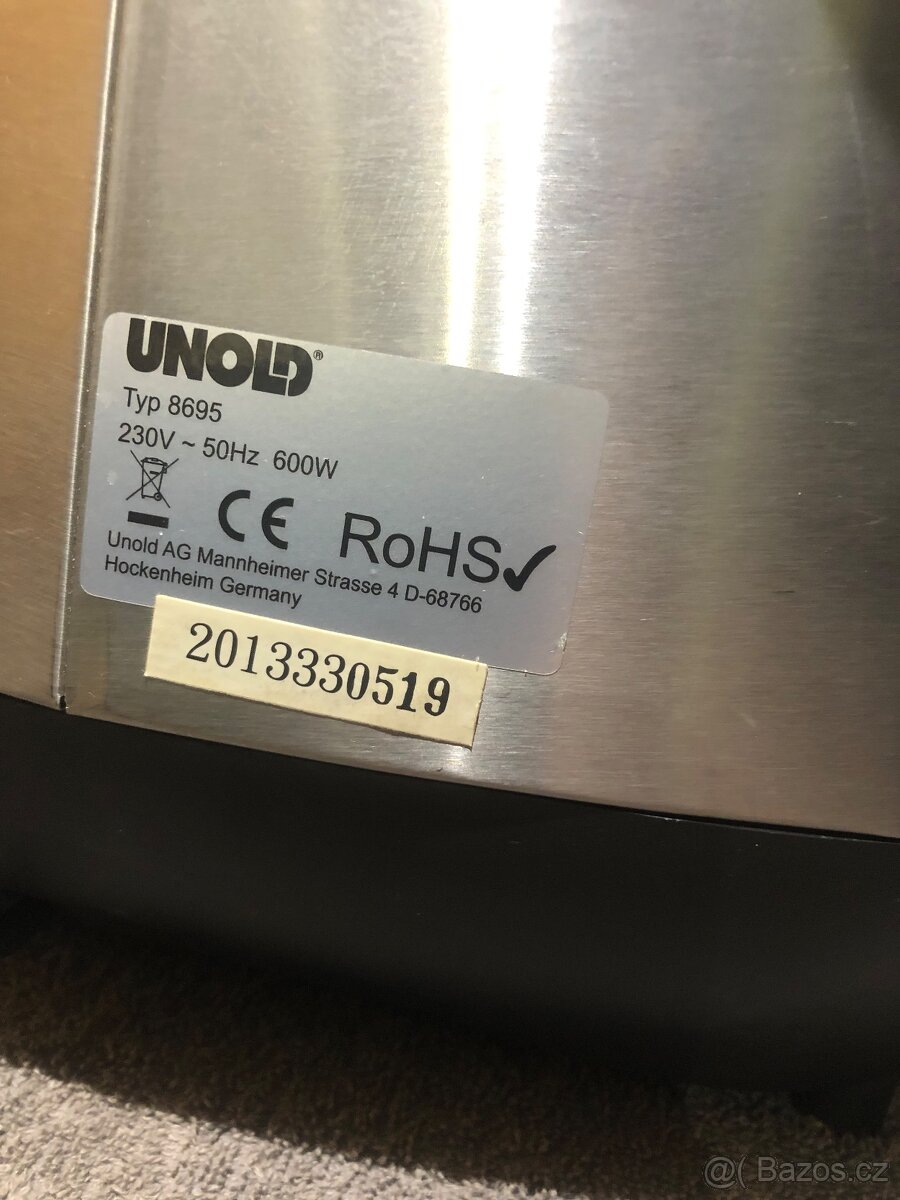 UNOLD®
Typ 8695
230V ~ 50Hz 600W
CE RoHS✓
Unold AG Mannheimer Strasse 4 D-68766
Hockenheim Germany
2013330519
@( Bazos.cz